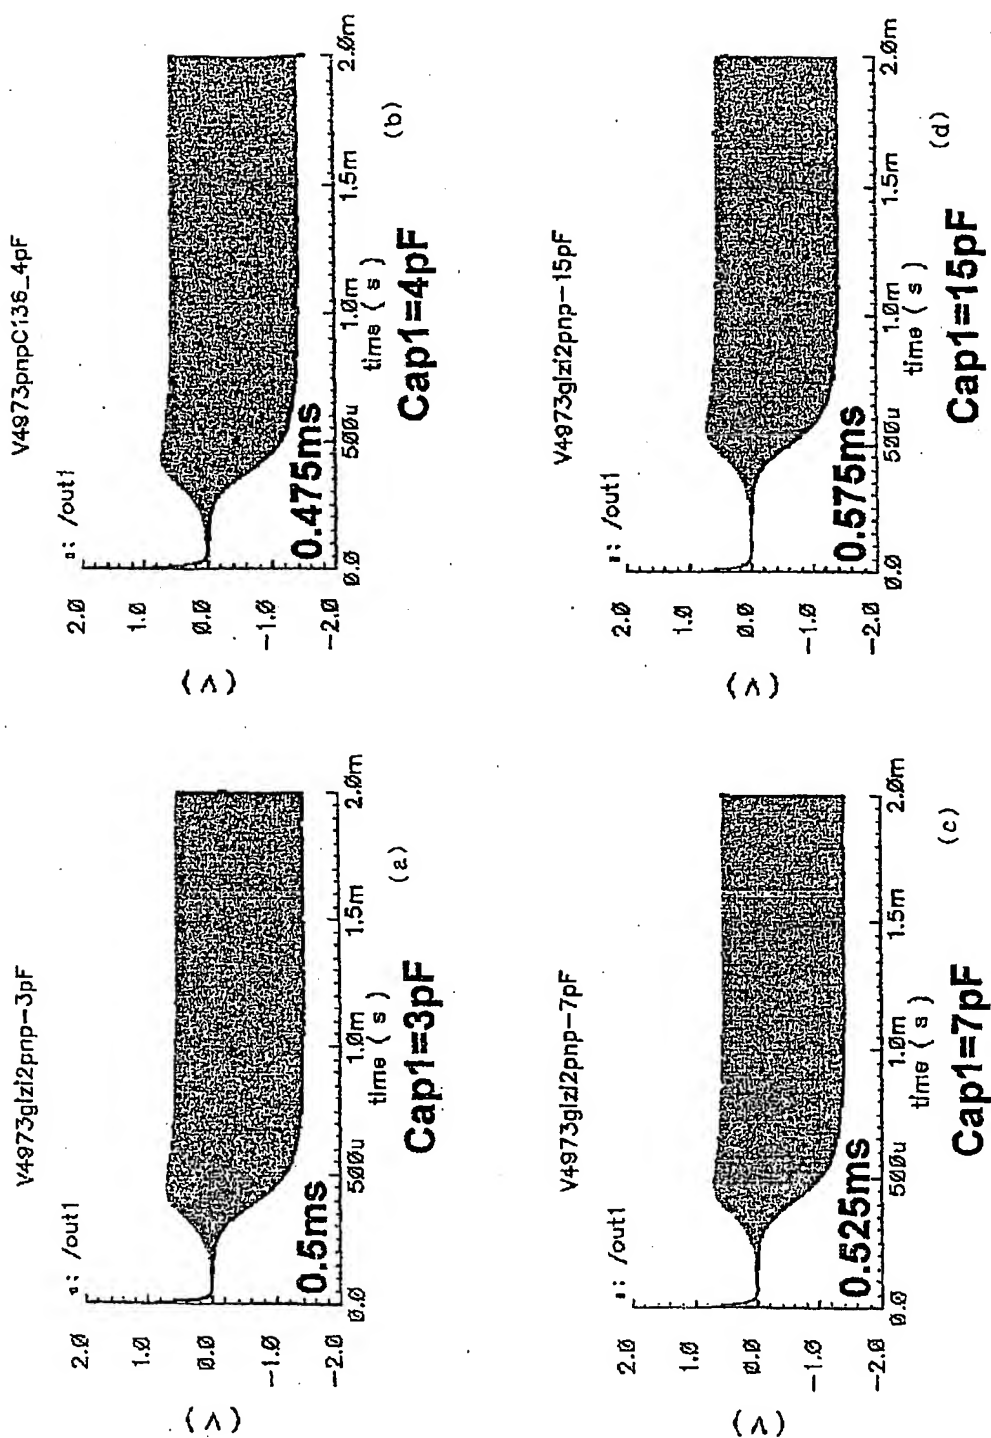 V4973glzl2pnp-3pF
a: /out1
2.0
1.0
0.0
-1.0
-2.0
(V)
0.5ms
0.0
500u
1.0m
1.5m
2.0m
time ( s )
(a)
Cap1=3pF
V4973pnpC136_4pF
a: /out1
2.0
1.0
0.0
-1.0
-2.0
(V)
0.475ms
0.0
500u
1.0m
1.5m
2.0m
time ( s )
(b)
Cap1=4pF
V4973glzl2pnp-7pF
: /out1
2.0
1.0
0.0
-1.0
-2.0
(V)
0.525ms
0.0
500u
1.0m
1.5m
2.0m
time ( s )
(c)
Cap1=7pF
V4973glzl2pnp-15pF
: /out1
2.0
1.0
0.0
-1.0
-2.0
(V)
0.575ms
0.0
500u
1.0m
1.5m
2.0m
time ( s )
(d)
Cap1=15pF